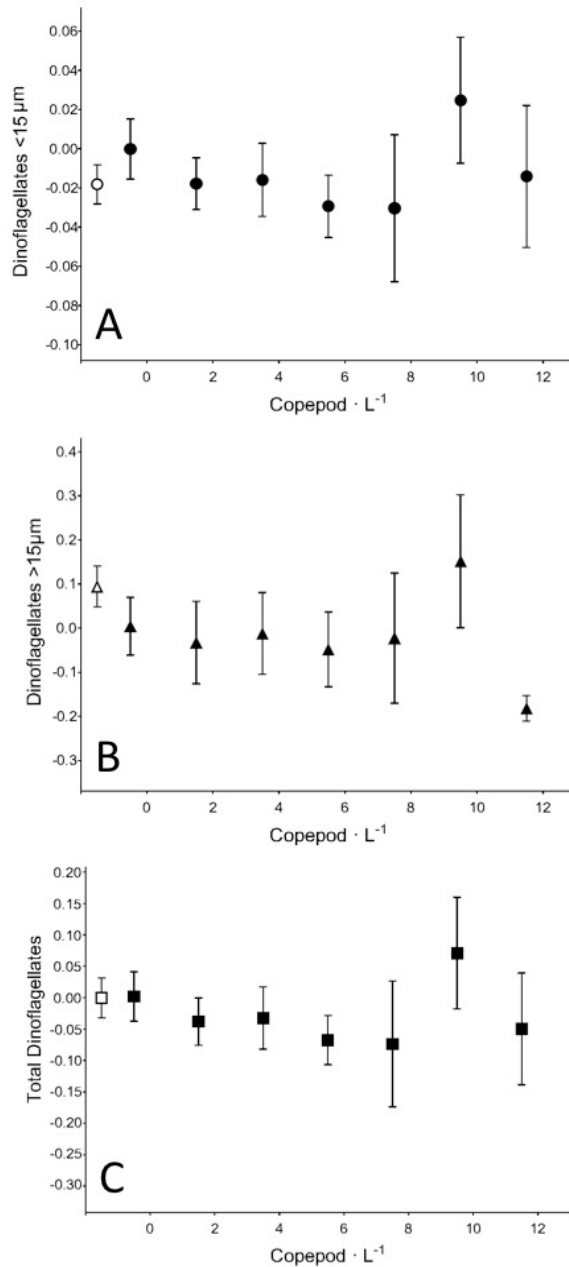 0.06
0.04
0.02
0.00
-0.02
-0.04
-0.06
-0.08
-0.10
Dinoflagellates <15 µm
A
0 2 4 6 8 10 12
Copepod · L⁻¹
0.4
0.3
0.2
0.1
0.0
-0.1
-0.2
-0.3
Dinoflagellates >15µm
B
0 2 4 6 8 10 12
Copepod · L⁻¹
0.20
0.15
0.10
0.05
0.00
-0.05
-0.10
-0.15
-0.20
-0.25
-0.30
Total Dinoflagellates
C
0 2 4 6 8 10 12
Copepod · L⁻¹